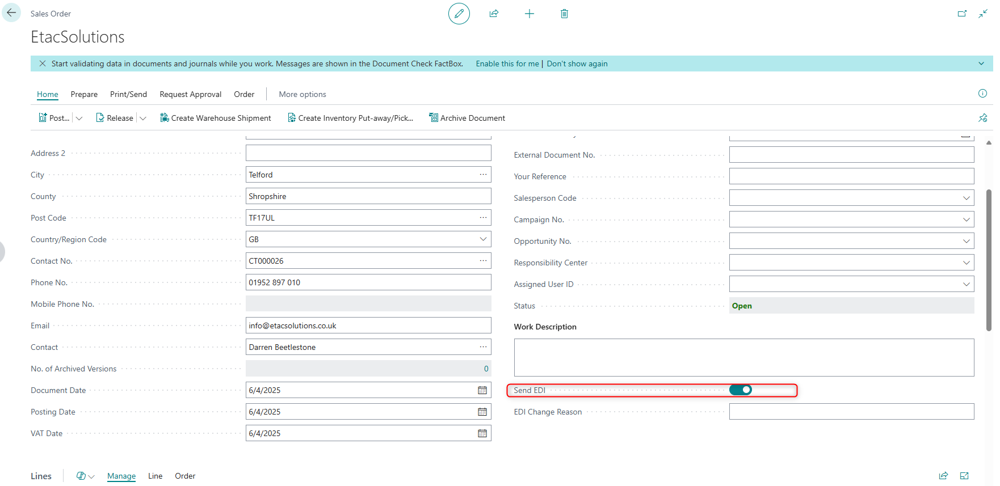 Sales Order
EtacSolutions
Start validating data in documents and journals while you work. Messages are shown in the Document Check FactBox. Enable this for me | Don't show again
Home Prepare Print/Send Request Approval Order More options
Post... Release Create Warehouse Shipment Create Inventory Put-away/Pick... Archive Document
Address 2
City Telford
County Shropshire
Post Code TF17UL
Country/Region Code GB
Contact No. CT000026
Phone No. 01952 897 010
Mobile Phone No.
Email info@etacsolutions.co.uk
Contact Darren Beetlestone
No. of Archived Versions 0
Document Date 6/4/2025
Posting Date 6/4/2025
VAT Date 6/4/2025
External Document No.
Your Reference
Salesperson Code
Campaign No.
Opportunity No.
Responsibility Center
Assigned User ID
Status Open
Work Description
Send EDI
EDI Change Reason
Lines Manage Line Order